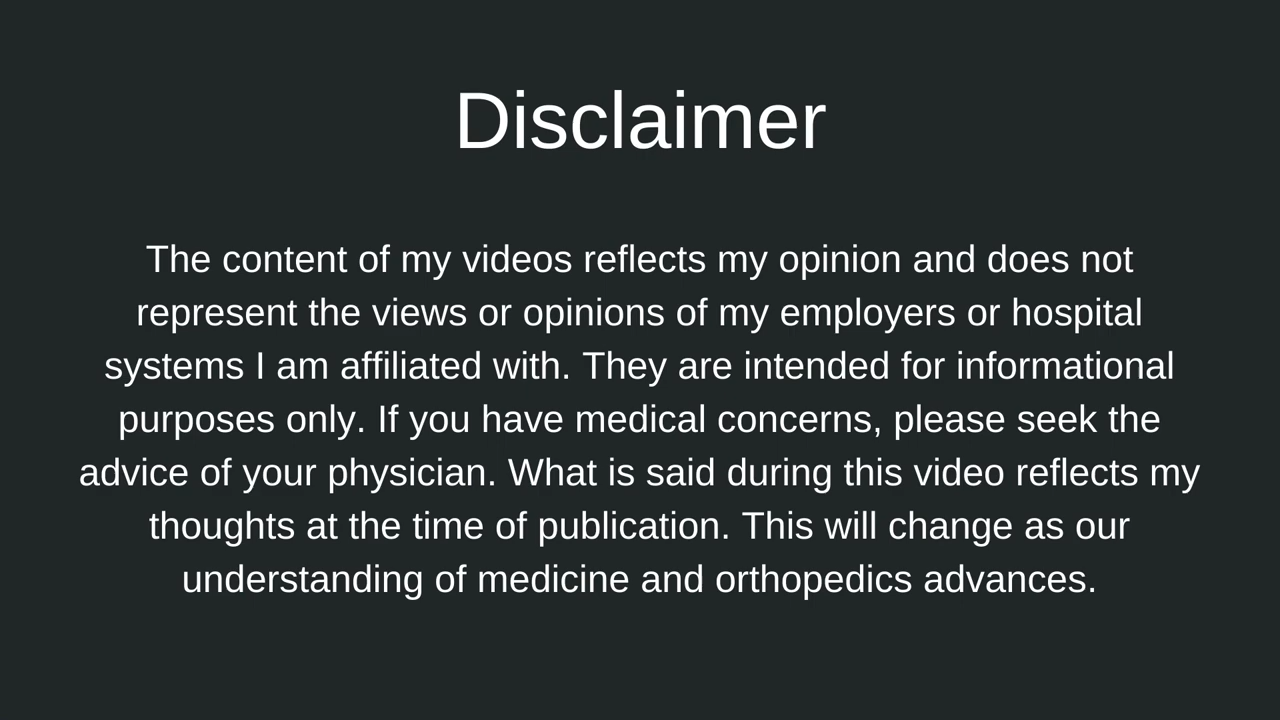 Disclaimer
The content of my videos reflects my opinion and does not
represent the views or opinions of my employers or hospital
systems I am affiliated with. They are intended for informational
purposes only. If you have medical concerns, please seek the
advice of your physician. What is said during this video reflects my
thoughts at the time of publication. This will change as our
understanding of medicine and orthopedics advances.